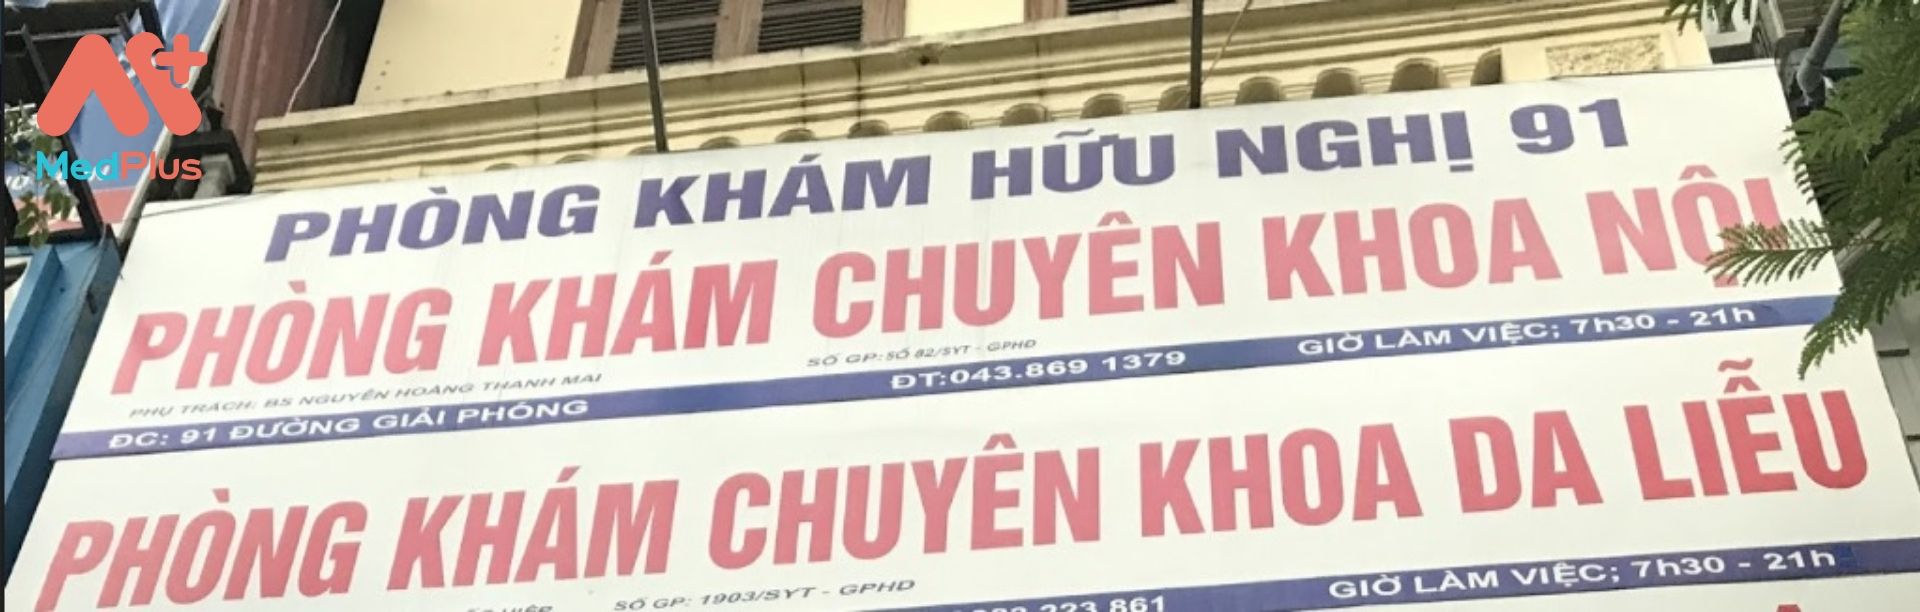 MedPlus
PHÒNG KHÁM HỮU NGHỊ 91
PHÒNG KHÁM CHUYÊN KHOA NỘI
PHỤ TRÁCH: BS NGUYỄN HOÀNG THANH MAI
SỐ GP: SỐ 82/SYT - GPHD
ĐC: 91 ĐƯỜNG GIẢI PHÓNG ĐT:043.869 1379 GIỜ LÀM VIỆC; 7h30 - 21h
PHÒNG KHÁM CHUYÊN KHOA DA LIỄU
SỐ GP: 1903/SYT - GPHD
223 861 GIỜ LÀM VIỆC; 7h30 - 21h